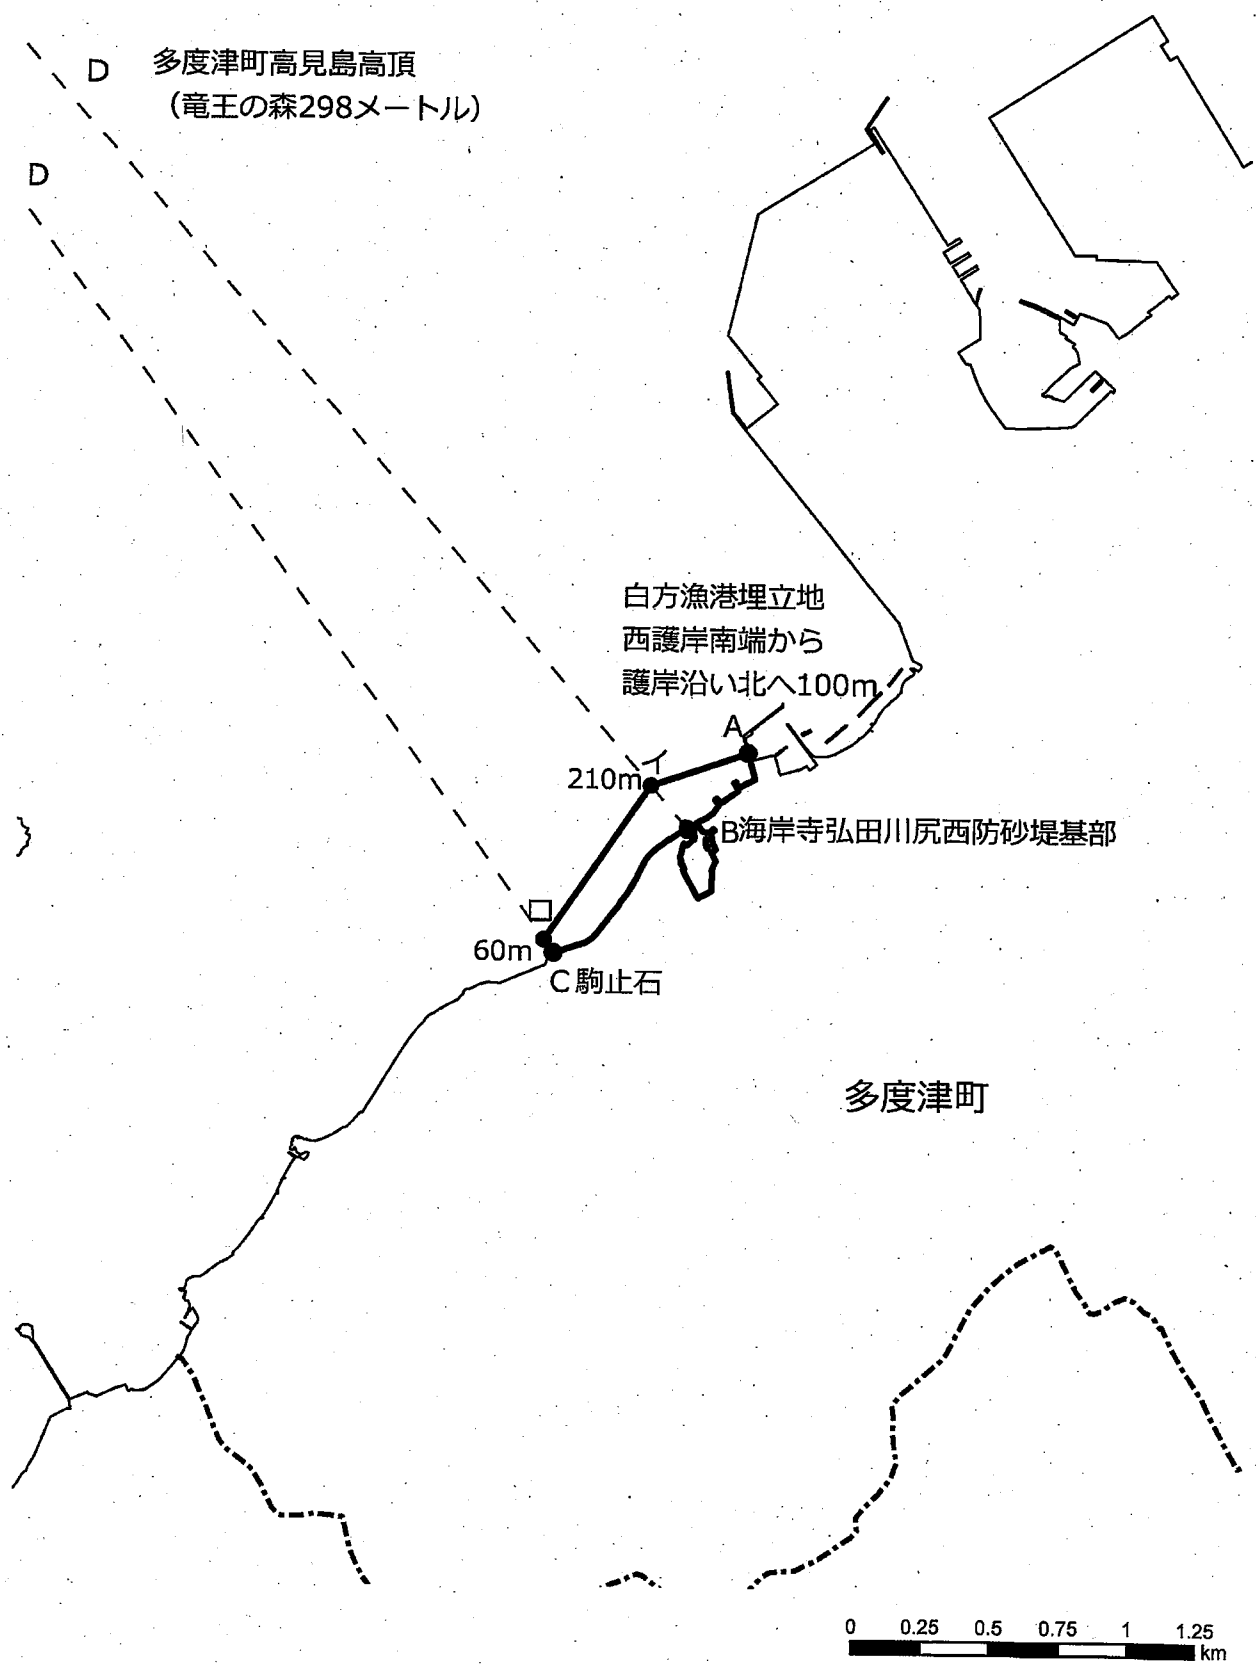 D 多度津町高見島高頂
（竜王の森298メートル）
D
白方漁港埋立地
西護岸南端から
護岸沿い北へ100m
A
イ
210m
B海岸寺弘田川尻西防砂堤基部
ロ
60m
C駒止石
多度津町
0 0.25 0.5 0.75 1 1.25
km